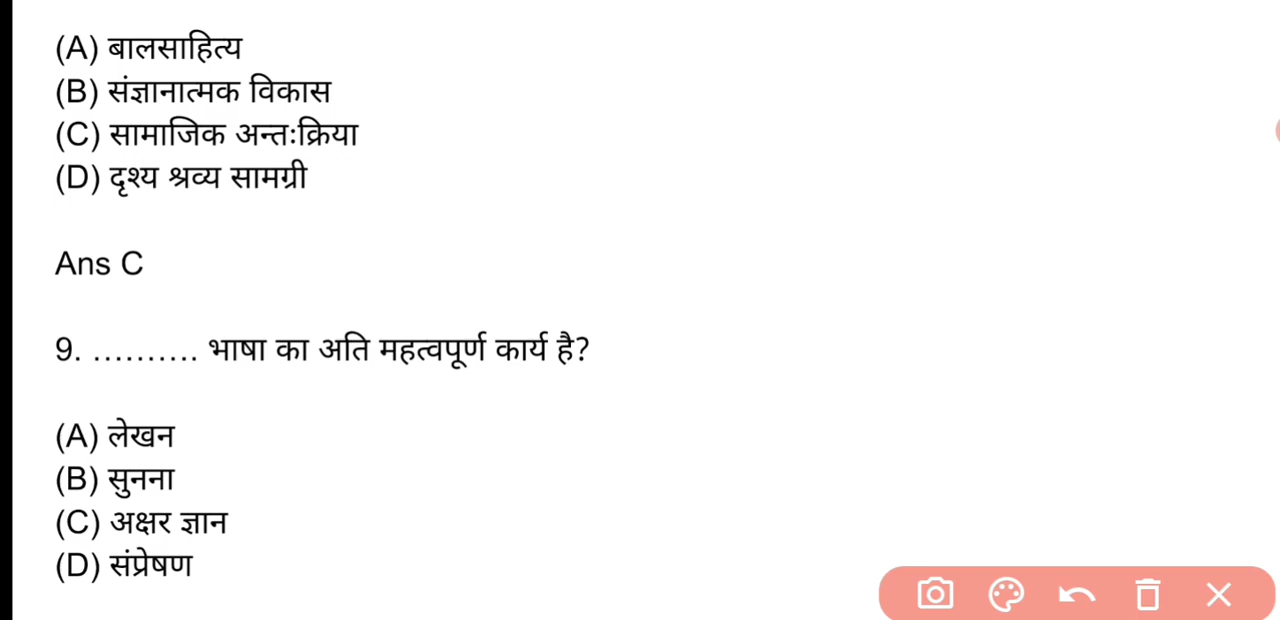 (A) बालसाहित्य
(B) संज्ञानात्मक विकास
(C) सामाजिक अन्तःक्रिया
(D) दृश्य श्रव्य सामग्री
Ans C
9. .......... भाषा का अति महत्वपूर्ण कार्य है?
(A) लेखन
(B) सुनना
(C) अक्षर ज्ञान
(D) संप्रेषण